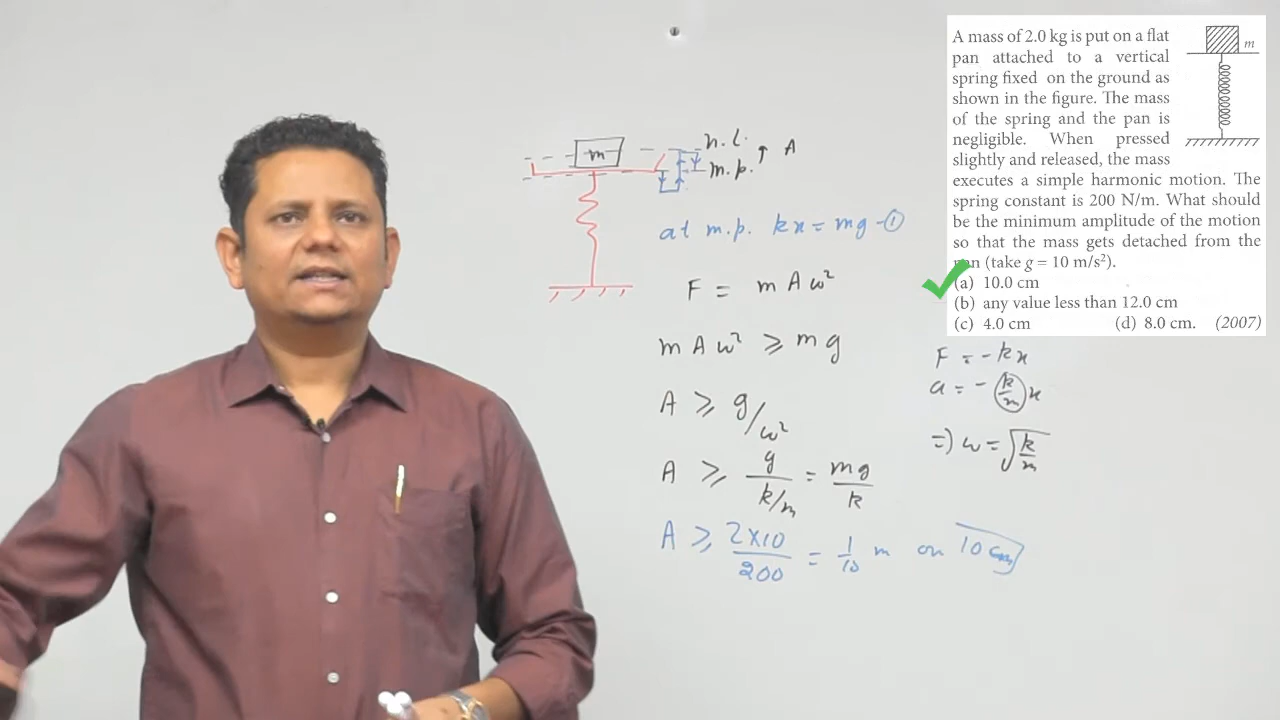 A mass of 2.0 kg is put on a flat
pan attached to a vertical
spring fixed on the ground as
shown in the figure. The mass
of the spring and the pan is
negligible. When pressed
slightly and released, the mass
executes a simple harmonic motion. The
spring constant is 200 N/m. What should
be the minimum amplitude of the motion
so that the mass gets detached from the
pan (take g = 10 m/s²).
(a) 10.0 cm
(b) any value less than 12.0 cm
(c) 4.0 cm (d) 8.0 cm. (2007)
m
m
n.l.
m.p. ↑ A
at m.p. kx = mg -①
F = mAω²
mAω² ⩾ mg
A ⩾ g/ω²
A ⩾ g/(k/m) = mg/k
A ⩾ 2×10/200 = 1/10 m or 10 cm
F = -kx
a = -(k/m)x
⇒ ω = √(k/m)